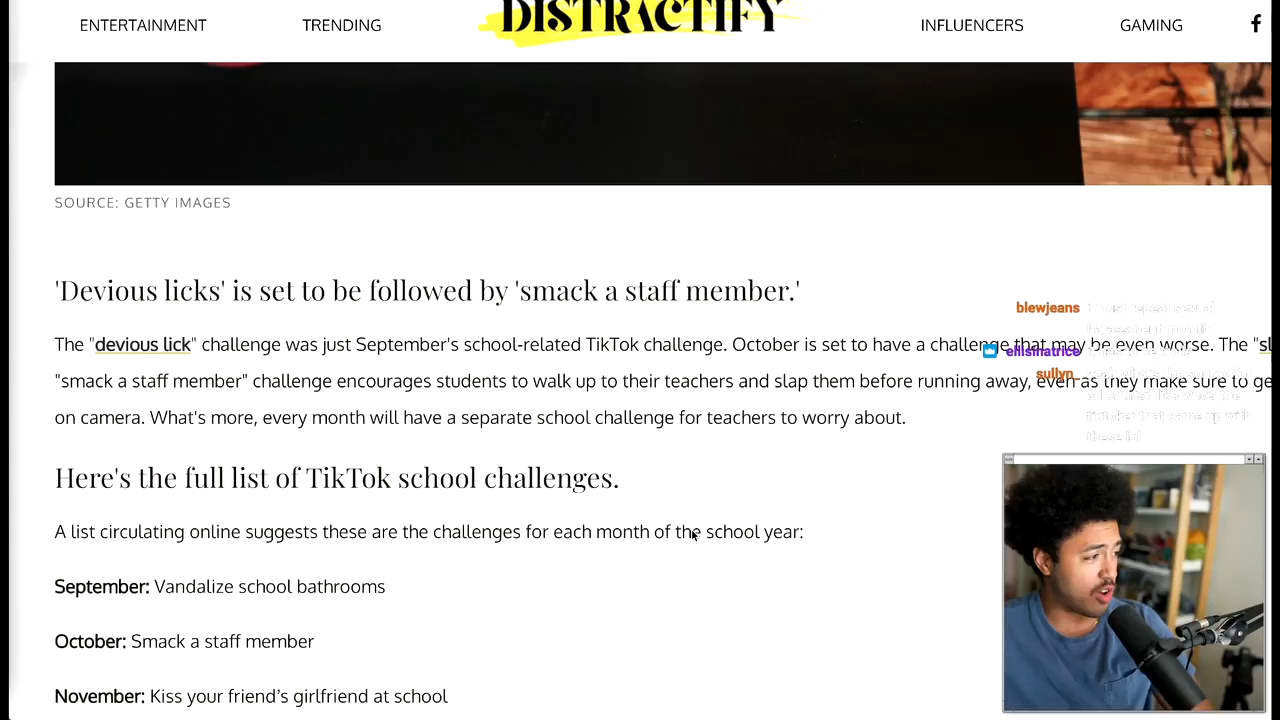 ENTERTAINMENT
TRENDING
DISTRACTIFY
INFLUENCERS
GAMING
SOURCE: GETTY IMAGES
'Devious licks' is set to be followed by 'smack a staff member.'
The "devious lick" challenge was just September's school-related TikTok challenge. October is set to have a challenge that may be even worse. The "sl
"smack a staff member" challenge encourages students to walk up to their teachers and slap them before running away, even as they make sure to ge
on camera. What's more, every month will have a separate school challenge for teachers to worry about.
blewjeans
ellisinatrice
sullyn_
Here's the full list of TikTok school challenges.
A list circulating online suggests these are the challenges for each month of the school year:
September: Vandalize school bathrooms
October: Smack a staff member
November: Kiss your friend's girlfriend at school